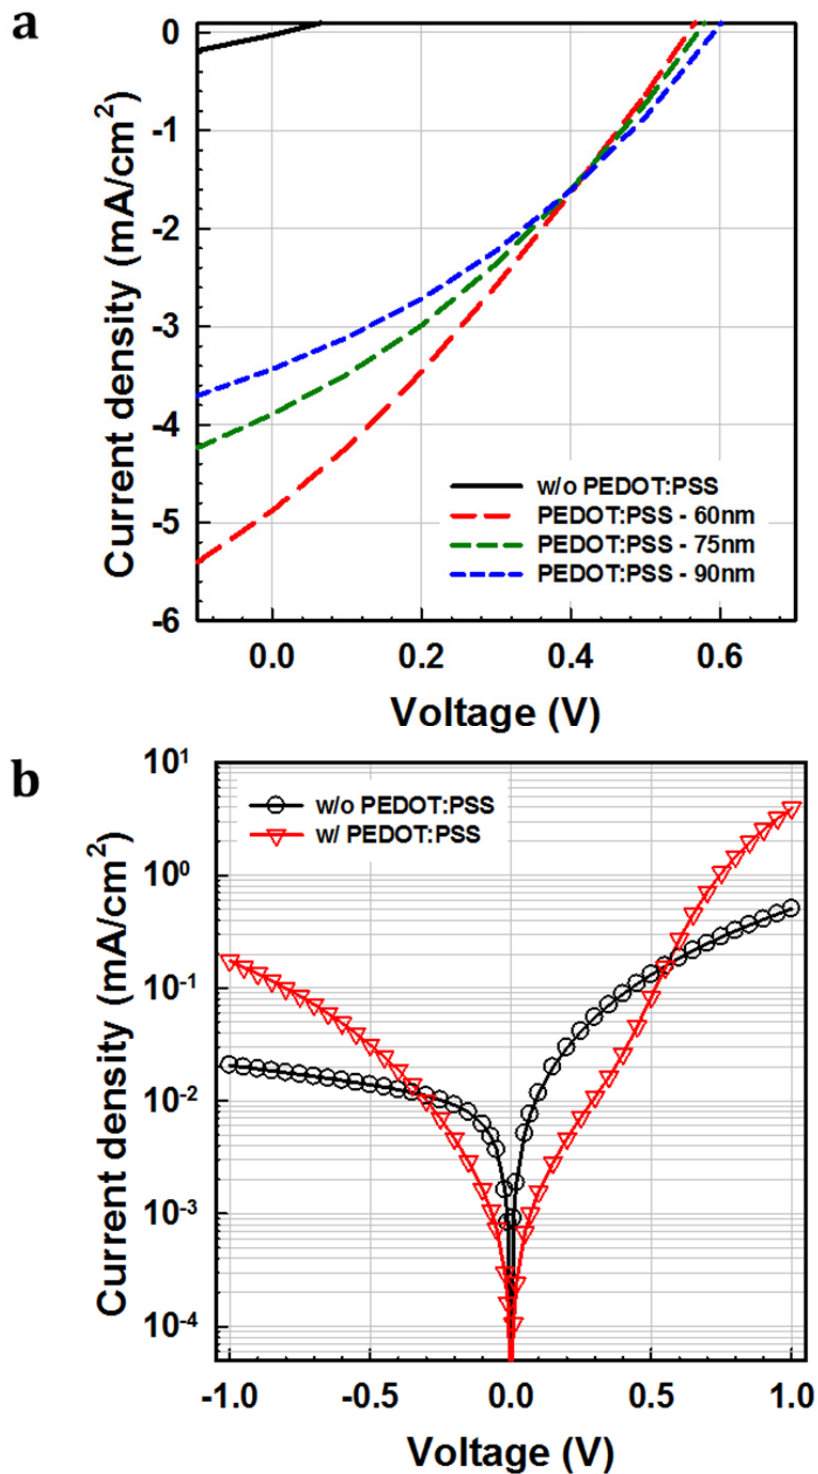 a
0
-1
-2
-3
-4
-5
-6
Current density (mA/cm²)
w/o PEDOT:PSS
PEDOT:PSS - 60nm
PEDOT:PSS - 75nm
PEDOT:PSS - 90nm
0.0 0.2 0.4 0.6
Voltage (V)
b
10¹
10⁰
10⁻¹
10⁻²
10⁻³
10⁻⁴
Current density (mA/cm²)
w/o PEDOT:PSS
w/ PEDOT:PSS
-1.0 -0.5 0.0 0.5 1.0
Voltage (V)